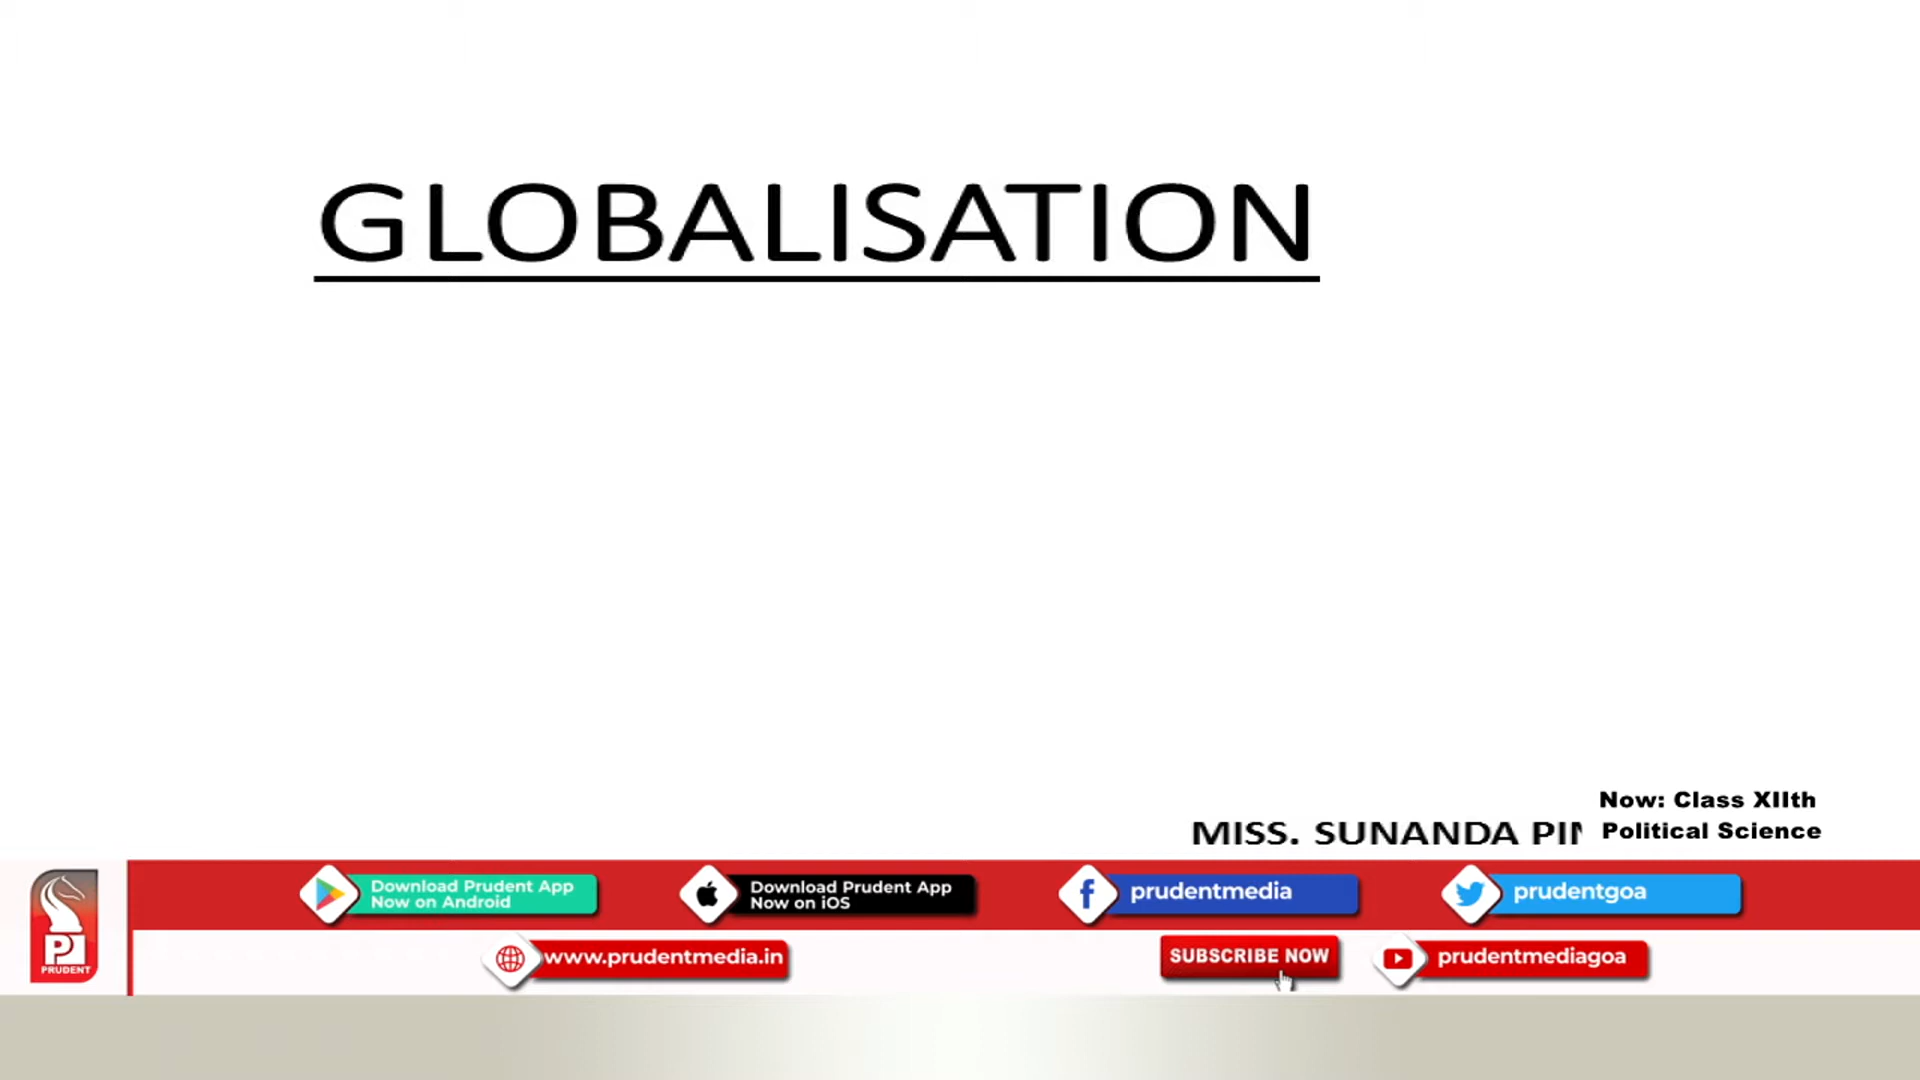 GLOBALISATION
Now: Class XIIth
MISS. SUNANDA
Political Science
Download Prudent App
Now on Android
Download Prudent App
Now on iOS
prudentmedia
prudentgoa
www.prudentmedia.in
SUBSCRIBE NOW
prudentmediagoa
PRUDENT